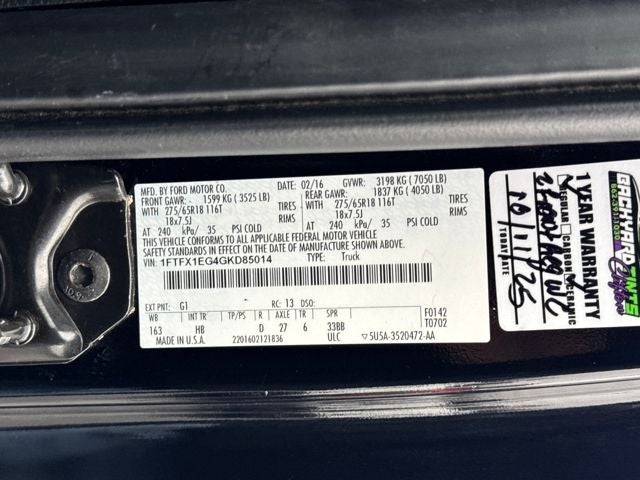 MFD. BY FORD MOTOR CO.
DATE: 02/16 GVWR: 3198 KG ( 7050 LB)
FRONT GAWR: 1599 KG ( 3525 LB)
REAR GAWR: 1837 KG ( 4050 LB)
WITH 275/65R18 116T TIRES
18x7.5J RIMS
WITH 275/65R18 116T TIRES
18x7.5J RIMS
AT 240 kPa/ 35 PSI COLD
AT 240 kPa/ 35 PSI COLD
THIS VEHICLE CONFORMS TO ALL APPLICABLE FEDERAL MOTOR VEHICLE
SAFETY STANDARDS IN EFFECT ON THE DATE OF MANUFACTURE SHOWN ABOVE.
VIN: 1FTFX1EG4GKD85014 TYPE: Truck
EXT PNT: G1 RC: 13 DSO: F0142
WB INT TR TP/PS R AXLE TR SPR T0702
163 HB D 27 6 33BB
MADE IN U.S.A. 2201602121836 ULC ▽5U5A-3520472-AA
1 YEAR WARRANTY
REGULAR CARBON CERAMIC
10/11/25
TODAY DATE